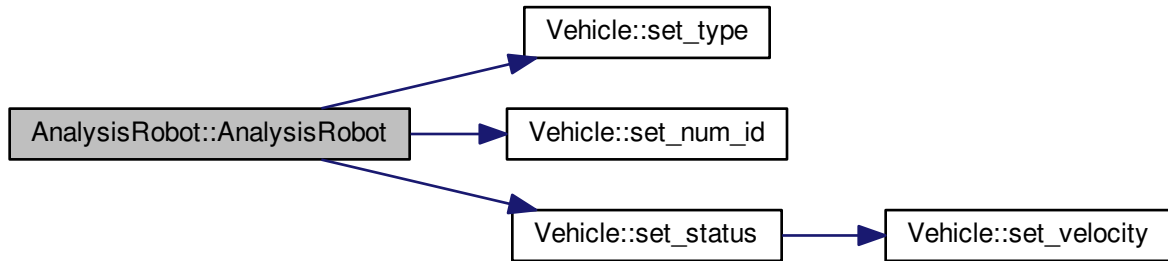 Vehicle::set_type
AnalysisRobot::AnalysisRobot
Vehicle::set_num_id
Vehicle::set_status
Vehicle::set_velocity